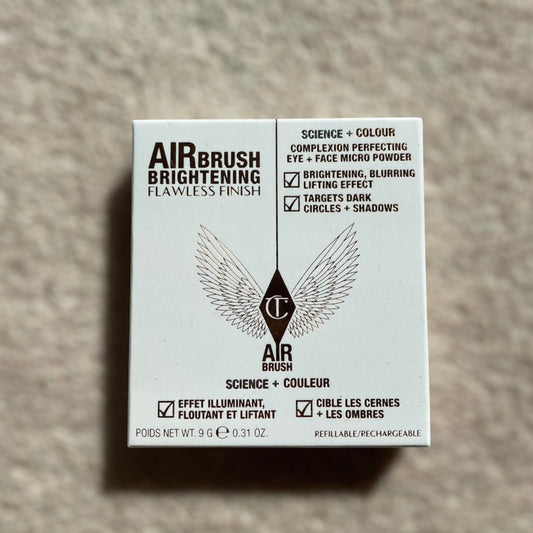 AIRBRUSH
BRIGHTENING
FLAWLESS FINISH
SCIENCE + COLOUR
COMPLEXION PERFECTING
EYE + FACE MICRO POWDER
BRIGHTENING, BLURRING
LIFTING EFFECT
TARGETS DARK
CIRCLES + SHADOWS
CT
AIR
BRUSH
SCIENCE + COULEUR
EFFET ILLUMINANT,
FLOUTANT ET LIFTANT
CIBLÉ LES CERNES
+ LES OMBRES
POIDS NET WT. 9 G ℮ 0.31 OZ.
REFILLABLE/RECHARGEABLE